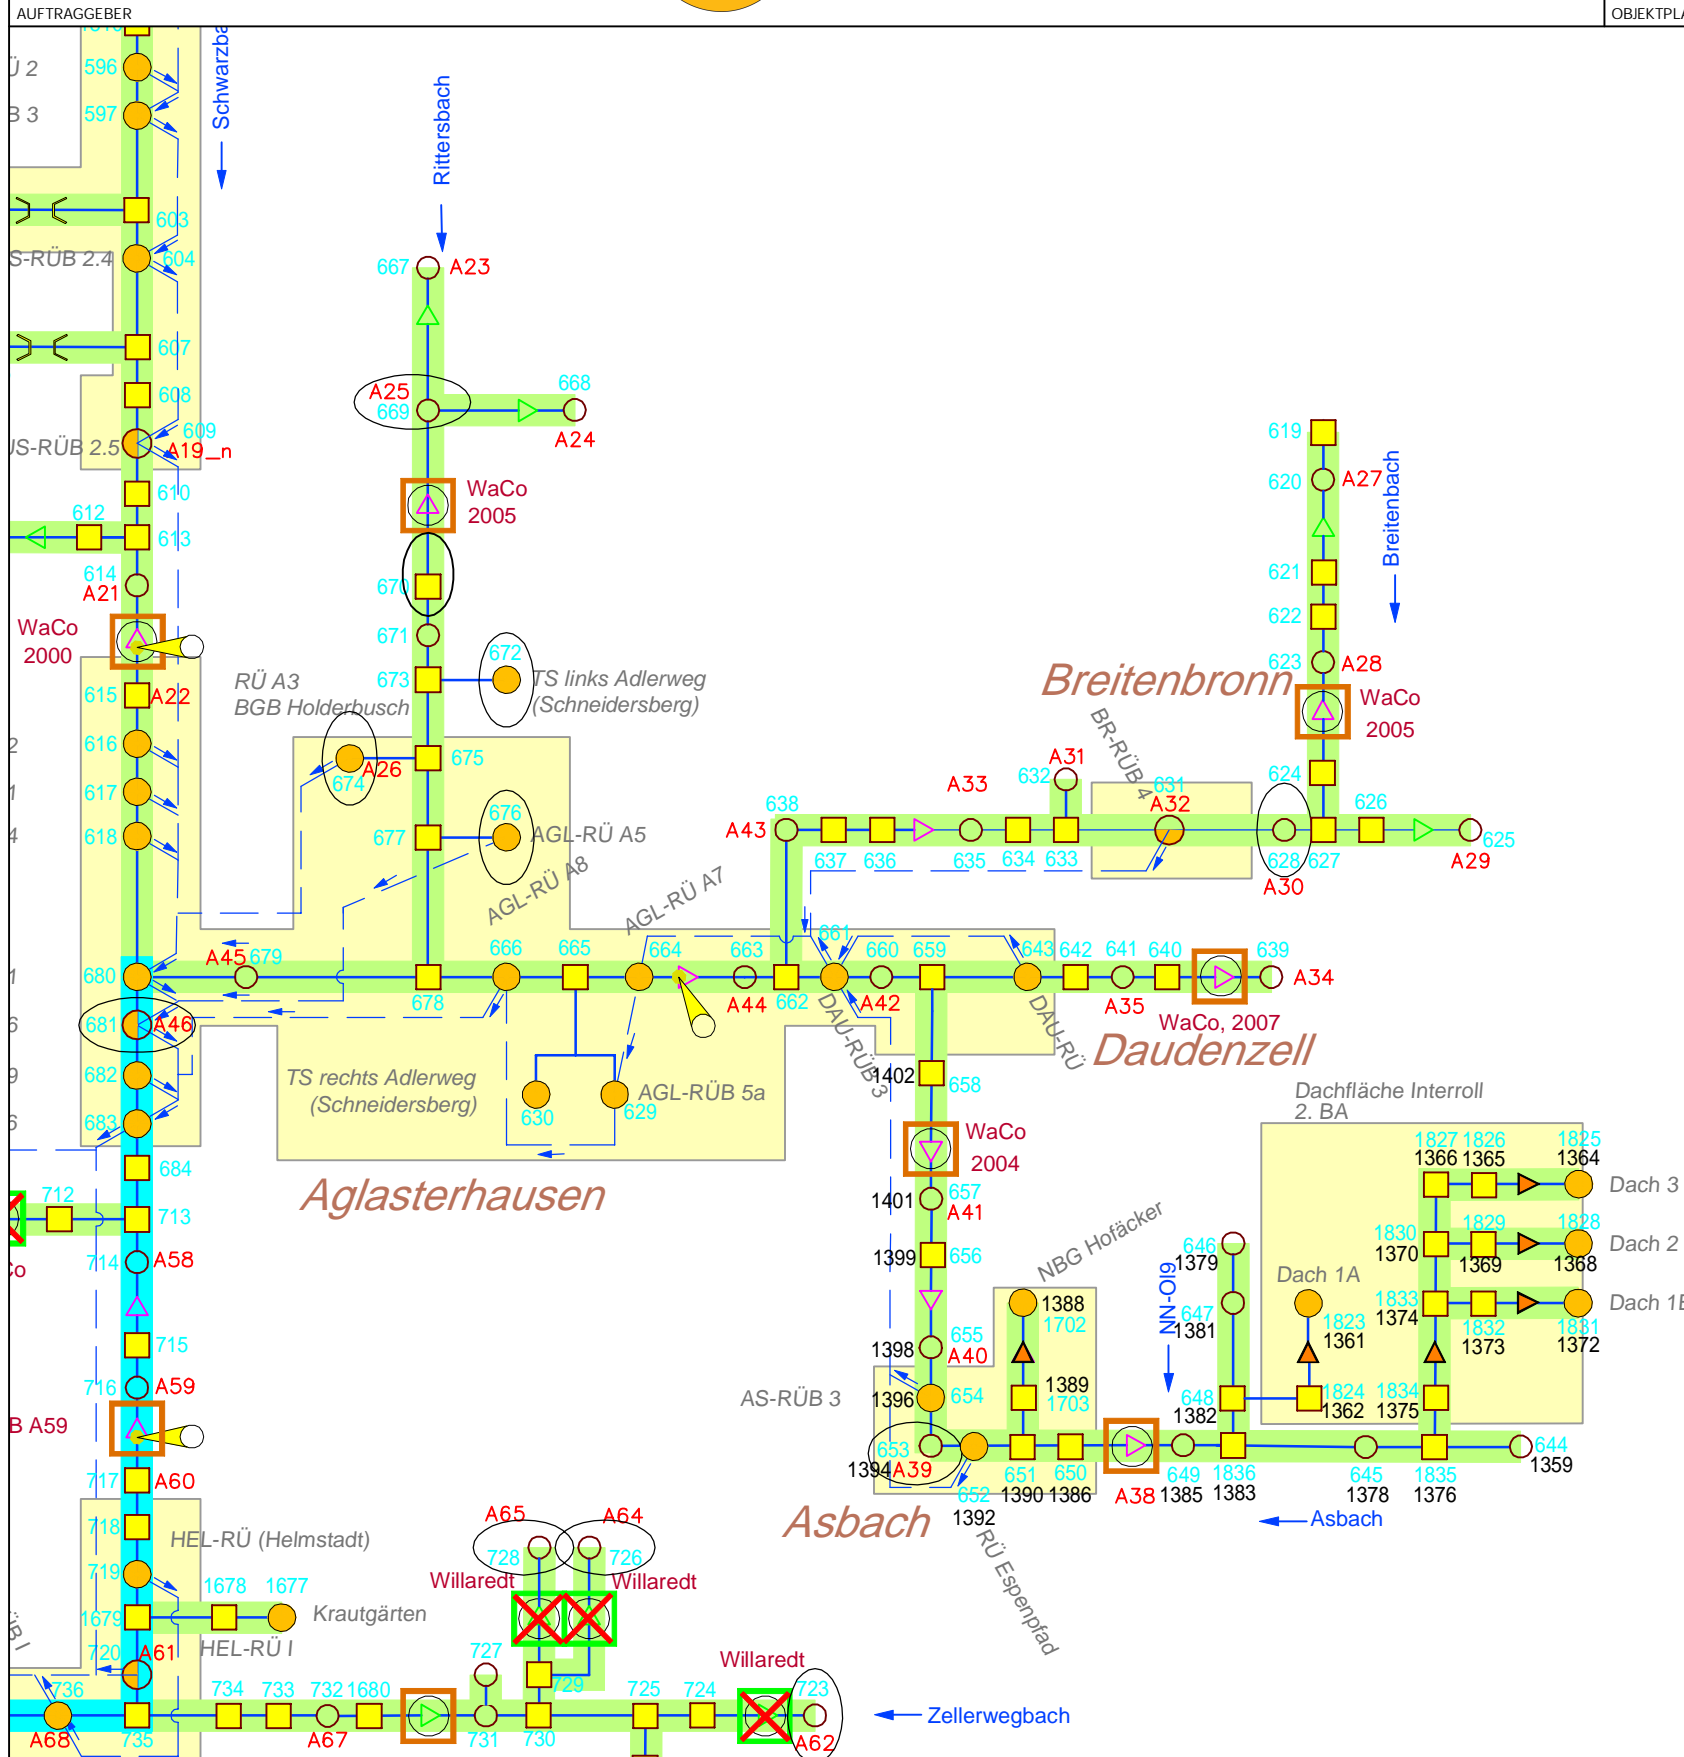 AUFTRAGGEBER
596
597
603
604
607
608
609
A19_n
610
612
613
614
A21
WaCo
2000
615
A22
616
617
618
680
A45
679
681
A46
682
683
684
712
713
714
A58
715
716
A59
B A59
717
A60
718
HEL-RÜ (Helmstadt)
719
1678
1677
Krautgärten
1679
HEL-RÜ I
720
A61
736
A68
735
734
733
732
1680
A67
Rittersbach
667
A23
A25
669
668
A24
WaCo
2005
670
671
672
673
TS links Adlerweg
(Schneidersberg)
RÜ A3
BGB Holderbusch
A26
674
675
676
677
AGL-RÜ A5
AGL-RÜ A8
AGL-RÜ A7
678
666
665
664
663
A44
662
661
660
A42
659
643
642
641
A35
640
639
A34
WaCo, 2007
DAU-RÜB 3
DAU-RÜ
Daudenzell
TS rechts Adlerweg
(Schneidersberg)
630
629
AGL-RÜB 5a
Aglasterhausen
Breitenbronn
BR-RÜB 4
Breitenbach
619
620
A27
621
622
623
A28
WaCo
2005
624
626
625
A29
627
628
A30
631
A32
A31
632
A33
633
634
635
636
637
638
A43
1402
658
WaCo
2004
657
1401
A41
1399
656
655
1398
A40
AS-RÜB 3
1396
654
653
1394
A39
652
1392
RÜ Espenpfad
Asbach
NBG Hofäcker
1388
1702
1389
1703
651
1390
650
1386
A38
649
1385
NN-OI9
646
1379
647
1381
648
1382
1836
1383
Dach 1A
1823
1361
1824
1362
645
1378
1835
1376
644
1359
Asbach
Dachfläche Interroll
2. BA
1827
1366
1826
1365
1825
1364
Dach 3
1830
1370
1829
1369
1828
1368
Dach 2
1833
1374
1832
1373
1831
1372
1834
1375
A65
728
Willaredt
A64
726
Willaredt
727
729
731
730
725
724
Willaredt
723
A62
Zellerwegbach